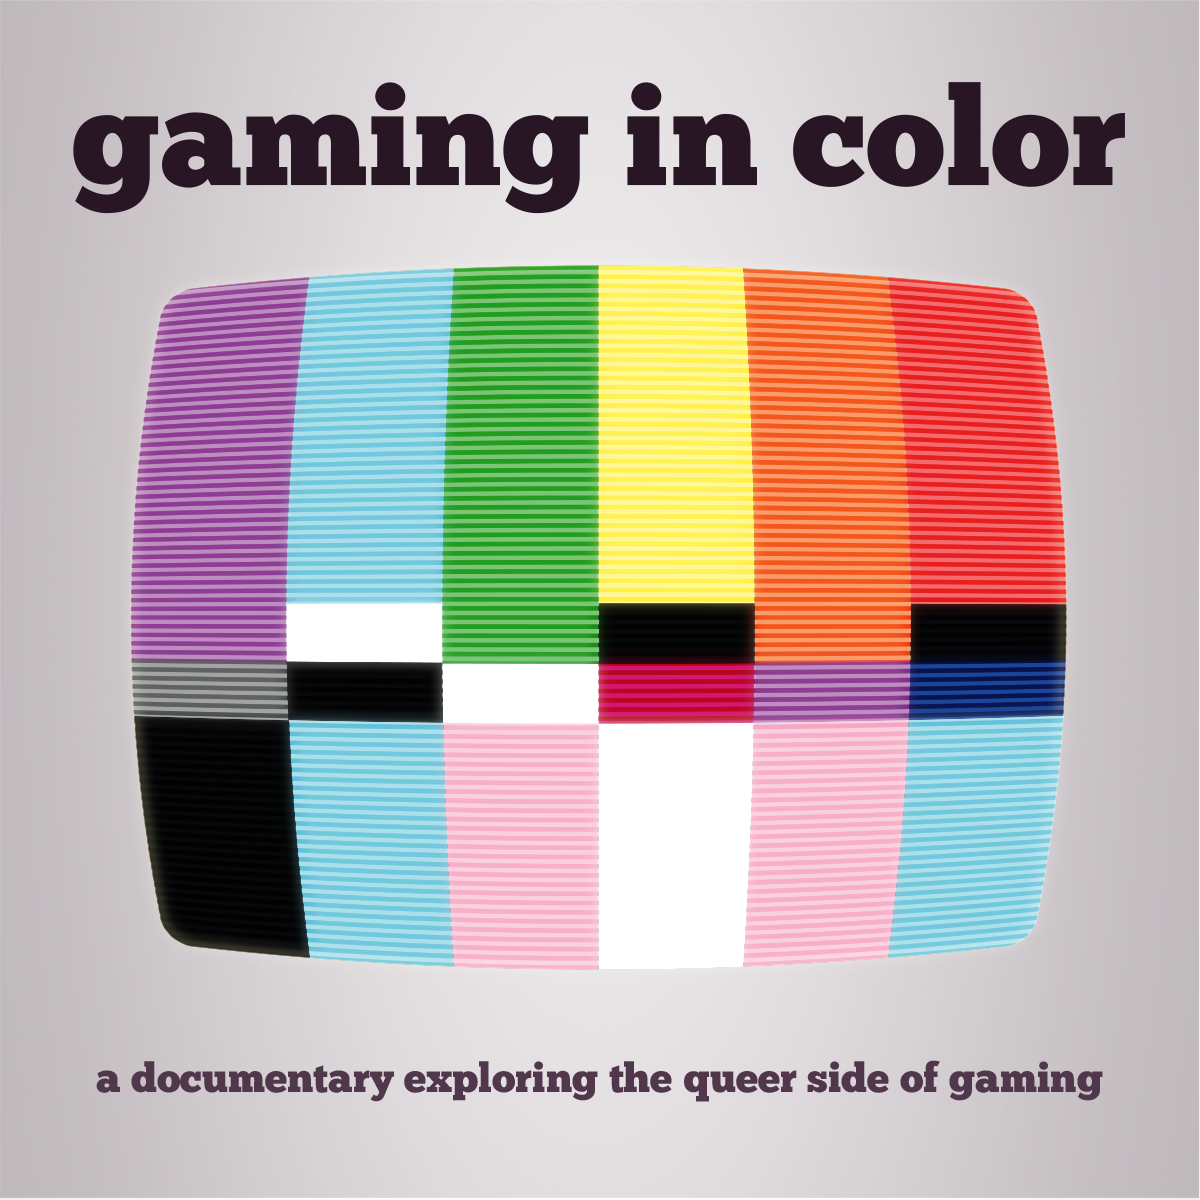 gaming in color
a documentary exploring the queer side of gaming